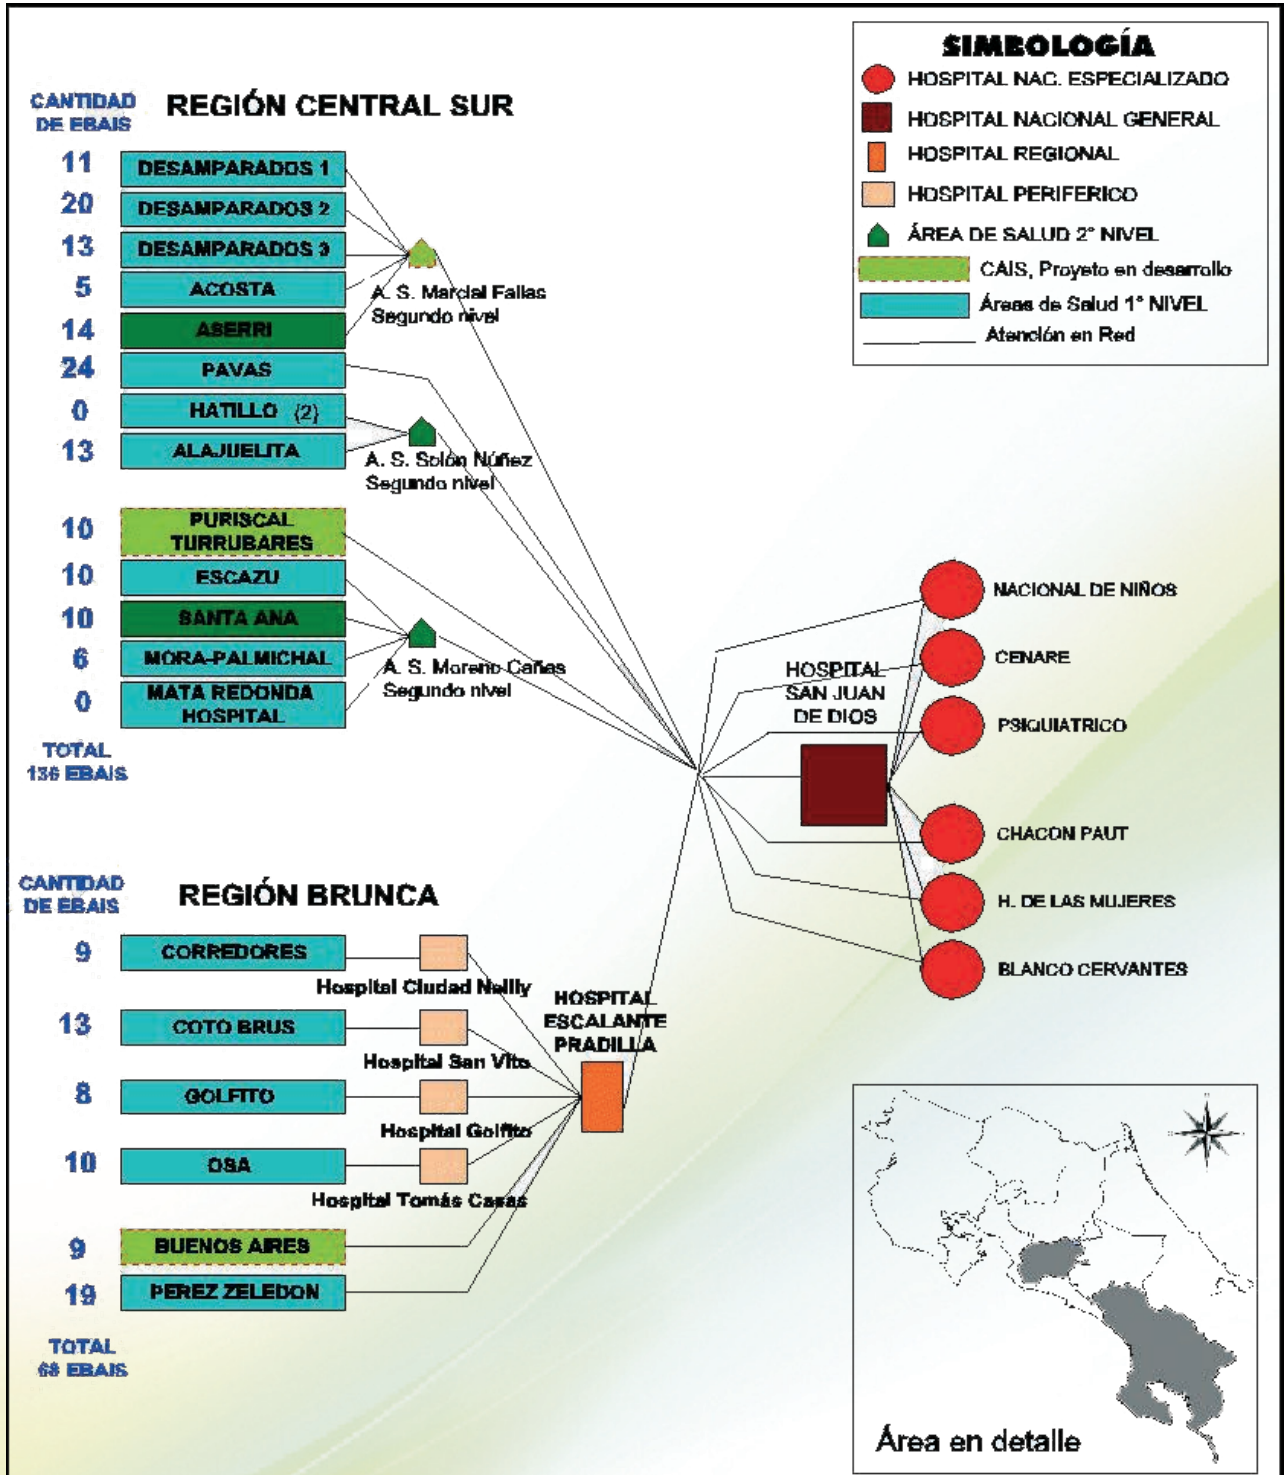 SIMBOLOGÍA
HOSPITAL NAC. ESPECIALIZADO
HOSPITAL NACIONAL GENERAL
HOSPITAL REGIONAL
HOSPITAL PERIFERICO
ÁREA DE SALUD 2° NIVEL
CAIS, Proyeto en desarrollo
Áreas de Salud 1° NIVEL
Atención en Red
CANTIDAD
DE EBAIS
REGIÓN CENTRAL SUR
11 DESAMPARADOS 1
20 DESAMPARADOS 2
13 DESAMPARADOS 3
5 ACOSTA
14 ASERRI
24 PAVAS
0 HATILLO (2)
13 ALAJUELITA
A. S. Marcial Fallas
Segundo nivel
A. S. Solón Núñez
Segundo nivel
10 PURISCAL
TURRUBARES
10 ESCAZU
10 SANTA ANA
6 MORA-PALMICHAL
0 MATA REDONDA
HOSPITAL
A. S. Moreno Cañas
Segundo nivel
TOTAL
136 EBAIS
HOSPITAL
SAN JUAN
DE DIOS
NACIONAL DE NIÑOS
CENARE
PSIQUIATRICO
CHACON PAUT
H. DE LAS MUJERES
BLANCO CERVANTES
CANTIDAD
DE EBAIS
REGIÓN BRUNCA
9 CORREDORES
Hospital Ciudad Neilly
13 COTO BRUS
Hospital San Vito
8 GOLFITO
Hospital Golfito
10 OSA
Hospital Tomás Casas
9 BUENOS AIRES
19 PEREZ ZELEDON
TOTAL
68 EBAIS
HOSPITAL
ESCALANTE
PRADILLA
Área en detalle